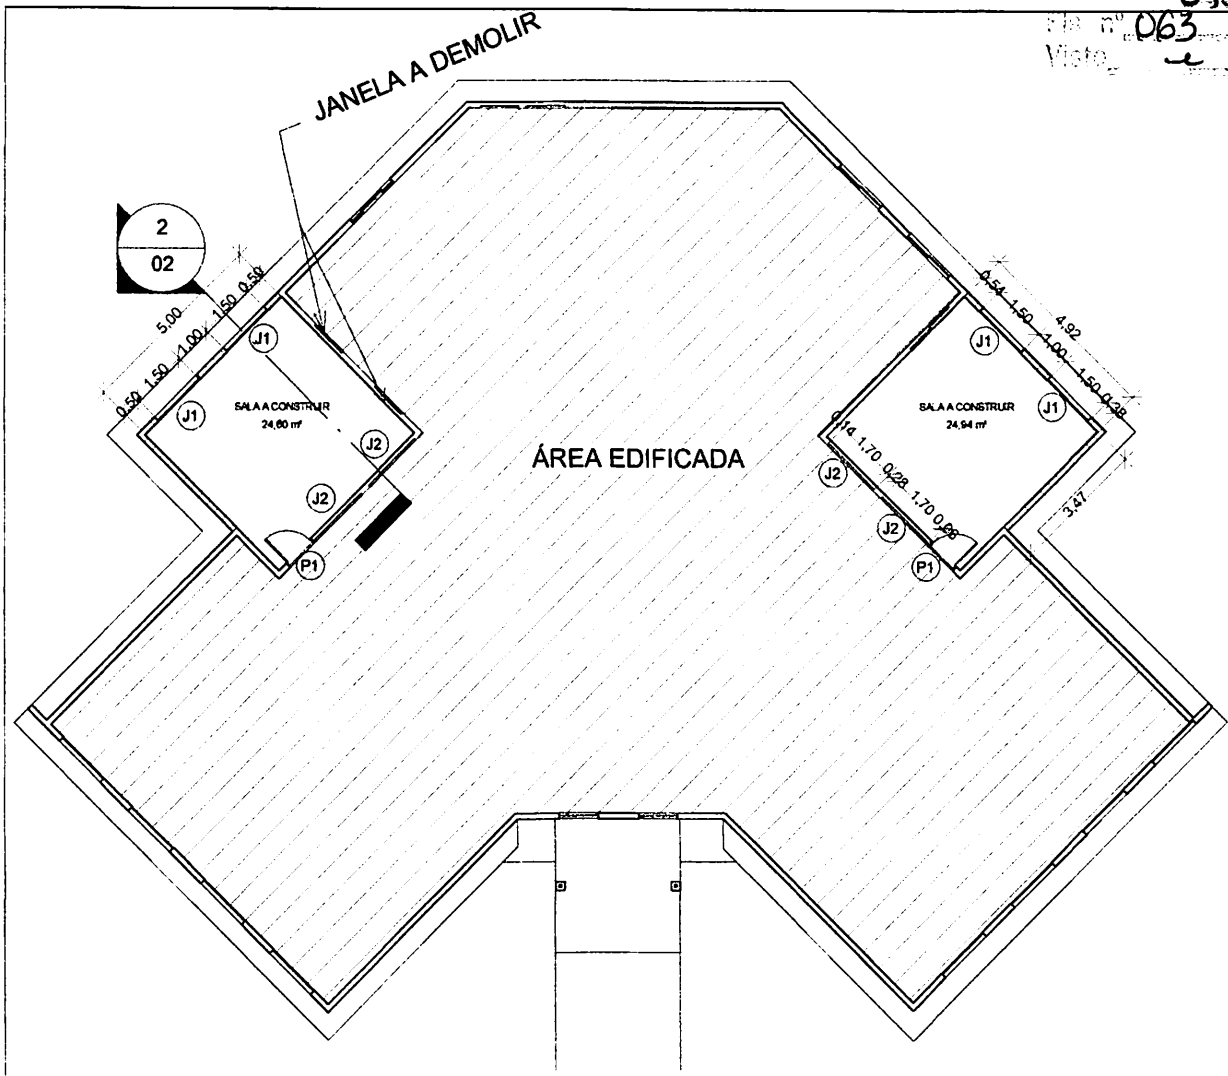 Fls nº 063
Visto
JANELA A DEMOLIR
2
02
5,00
0,50 1,50 1,00 1,50 0,50
J1
J1
SALA A CONSTRUIR
24,60 m²
J2
J2
P1
ÁREA EDIFICADA
4,92
0,54 1,50 1,00 1,50 0,38
J1
J1
SALA A CONSTRUIR
24,94 m²
0,14 1,70 0,28 1,70
J2
J2
P1
3,47